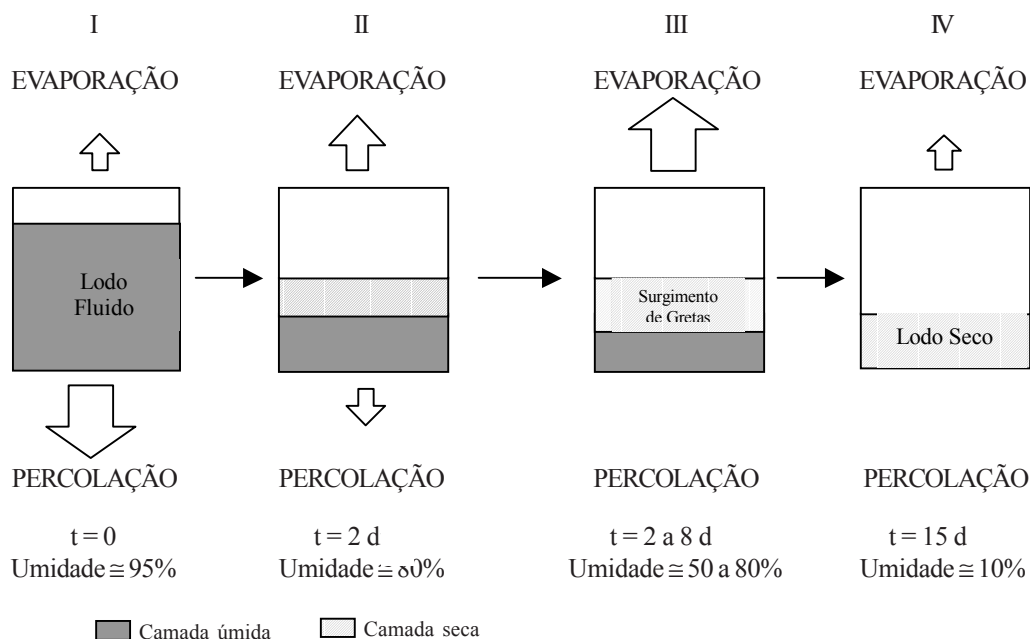 I II III IV
EVAPORAÇÃO EVAPORAÇÃO EVAPORAÇÃO EVAPORAÇÃO
Lodo
Fluido
Surgimento
de Gretas
Lodo Seco
PERCOLAÇÃO PERCOLAÇÃO PERCOLAÇÃO PERCOLAÇÃO
t = 0 t = 2 d t = 2 a 8 d t = 15 d
Umidade ≅ 95% Umidade ≅ 80% Umidade ≅ 50 a 80% Umidade ≅ 10%
Camada úmida Camada seca